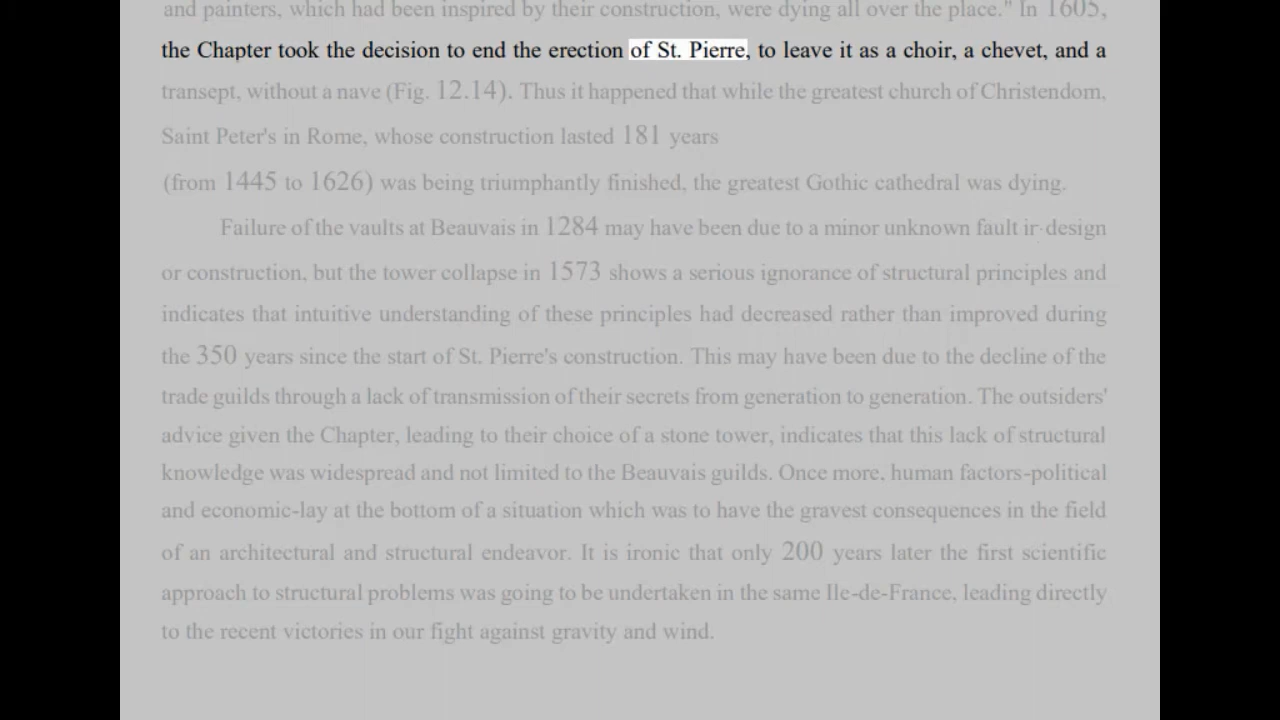 and painters, which had been inspired by their construction, were dying all over the place." In 1605,
the Chapter took the decision to end the erection of St. Pierre, to leave it as a choir, a chevet, and a
transept, without a nave (Fig. 12.14). Thus it happened that while the greatest church of Christendom,
Saint Peter's in Rome, whose construction lasted 181 years
(from 1445 to 1626) was being triumphantly finished, the greatest Gothic cathedral was dying.
Failure of the vaults at Beauvais in 1284 may have been due to a minor unknown fault ir· design
or construction, but the tower collapse in 1573 shows a serious ignorance of structural principles and
indicates that intuitive understanding of these principles had decreased rather than improved during
the 350 years since the start of St. Pierre's construction. This may have been due to the decline of the
trade guilds through a lack of transmission of their secrets from generation to generation. The outsiders'
advice given the Chapter, leading to their choice of a stone tower, indicates that this lack of structural
knowledge was widespread and not limited to the Beauvais guilds. Once more, human factors-political
and economic-lay at the bottom of a situation which was to have the gravest consequences in the field
of an architectural and structural endeavor. It is ironic that only 200 years later the first scientific
approach to structural problems was going to be undertaken in the same Ile-de-France, leading directly
to the recent victories in our fight against gravity and wind.